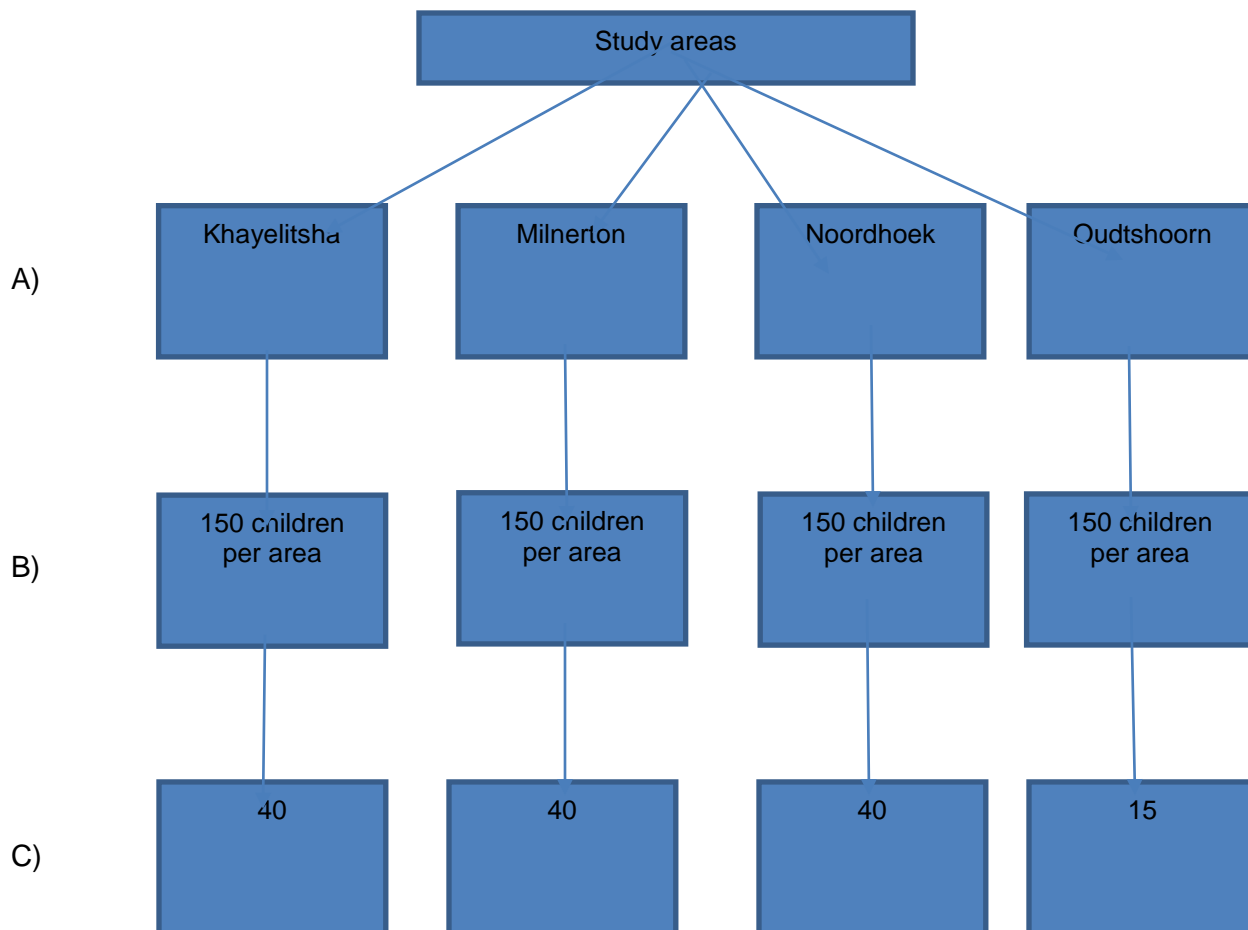 Study areas
Khayelitsha
Milnerton
Noordhoek
Oudtshoorn
A)
150 children
per area
150 children
per area
150 children
per area
150 children
per area
B)
40
40
40
15
C)